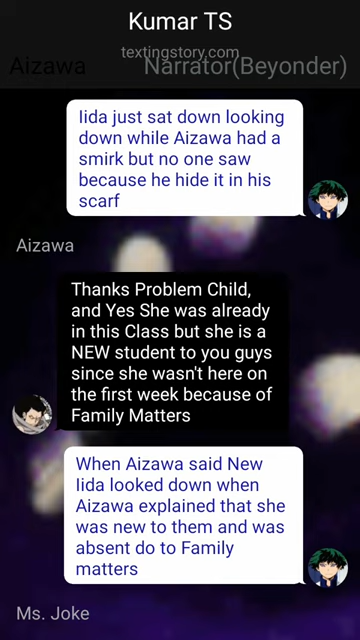 Kumar TS
textingstory.com
Aizawa Narrator(Beyonder)
Iida just sat down looking
down while Aizawa had a
smirk but no one saw
because he hide it in his
scarf
Aizawa
Thanks Problem Child,
and Yes She was already
in this Class but she is a
NEW student to you guys
since she wasn't here on
the first week because of
Family Matters
When Aizawa said New
Iida looked down when
Aizawa explained that she
was new to them and was
absent do to Family
matters
Ms. Joke